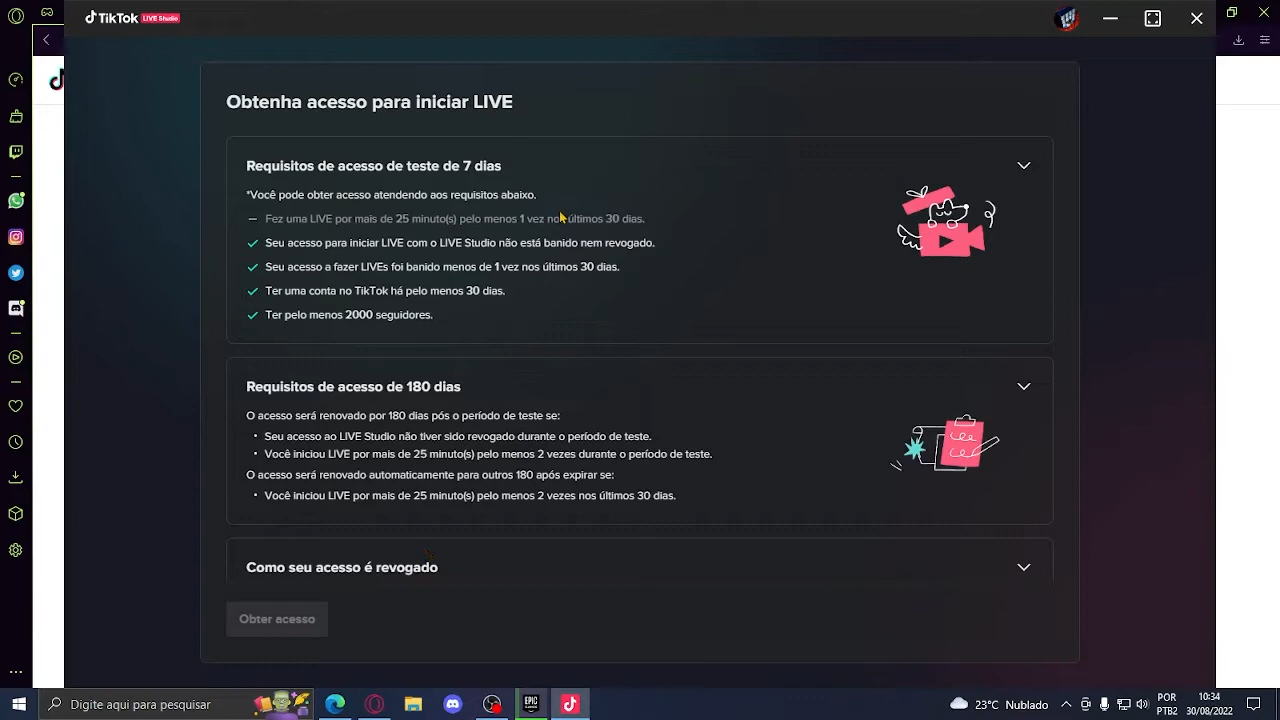 TikTok LIVE Studio
Obtenha acesso para iniciar LIVE
Requisitos de acesso de teste de 7 dias
*Você pode obter acesso atendendo aos requisitos abaixo.
Fez uma LIVE por mais de 25 minuto(s) pelo menos 1 vez nos últimos 30 dias.
Seu acesso para iniciar LIVE com o LIVE Studio não está banido nem revogado.
Seu acesso a fazer LIVEs foi banido menos de 1 vez nos últimos 30 dias.
Ter uma conta no TikTok há pelo menos 30 dias.
Ter pelo menos 2000 seguidores.
Requisitos de acesso de 180 dias
O acesso será renovado por 180 dias pós o período de teste se:
• Seu acesso ao LIVE Studio não tiver sido revogado durante o período de teste.
• Você iniciou LIVE por mais de 25 minuto(s) pelo menos 2 vezes durante o período de teste.
O acesso será renovado automaticamente para outros 180 após expirar se:
• Você iniciou LIVE por mais de 25 minuto(s) pelo menos 2 vezes nos últimos 30 dias.
Como seu acesso é revogado
Obter acesso
Digite aqui para pesquisar
EPIC
GAMES
23°C Nublado
POR
PTB2
10:34
30/08/2022